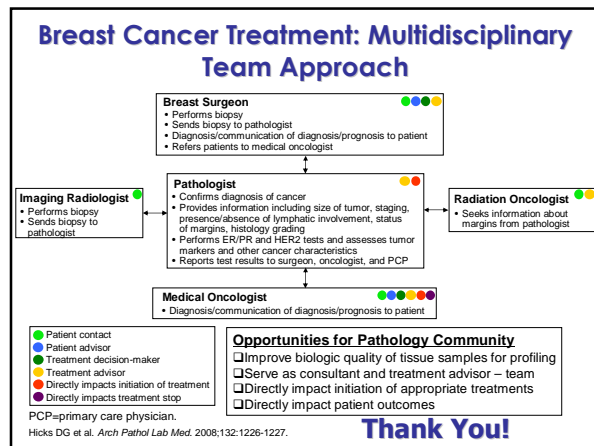 Breast Cancer Treatment: Multidisciplinary
Team Approach
Breast Surgeon
• Performs biopsy
• Sends biopsy to pathologist
• Diagnosis/communication of diagnosis/prognosis to patient
• Refers patients to medical oncologist
Imaging Radiologist
• Performs biopsy
• Sends biopsy to
pathologist
Pathologist
• Confirms diagnosis of cancer
• Provides information including size of tumor, staging,
presence/absence of lymphatic involvement, status
of margins, histology grading
• Performs ER/PR and HER2 tests and assesses tumor
markers and other cancer characteristics
• Reports test results to surgeon, oncologist, and PCP
Radiation Oncologist
• Seeks information about
margins from pathologist
Medical Oncologist
• Diagnosis/communication of diagnosis/prognosis to patient
Patient contact
Patient advisor
Treatment decision-maker
Treatment advisor
Directly impacts initiation of treatment
Directly impacts treatment stop
Opportunities for Pathology Community
❑Improve biologic quality of tissue samples for profiling
❑Serve as consultant and treatment advisor – team
❑Directly impact initiation of appropriate treatments
❑Directly impact patient outcomes
PCP=primary care physician.
Hicks DG et al. Arch Pathol Lab Med. 2008;132:1226-1227.
Thank You!